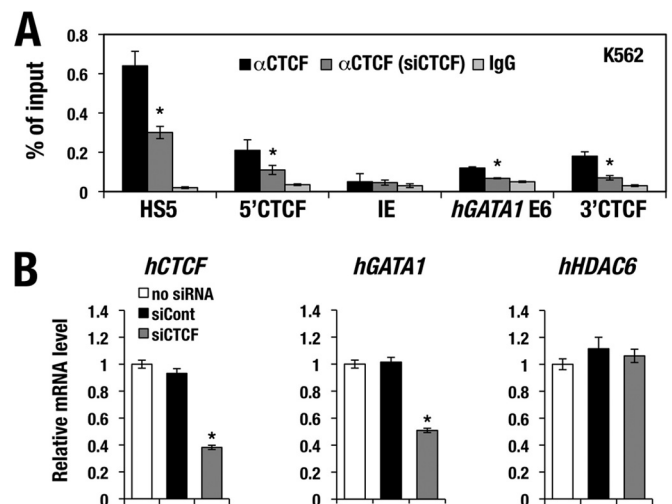 A
0.8
0.6
0.4
0.2
0
% of input
αCTCF αCTCF (siCTCF) IgG
K562
* * * *
HS5 5’CTCF IE hGATA1 E6 3’CTCF
B
hCTCF hGATA1 hHDAC6
no siRNA
siCont
siCTCF
Relative mRNA level
1.4
1.2
1
0.8
0.6
0.4
0.2
0
*
1.4
1.2
1
0.8
0.6
0.4
0.2
0
*
1.4
1.2
1
0.8
0.6
0.4
0.2
0